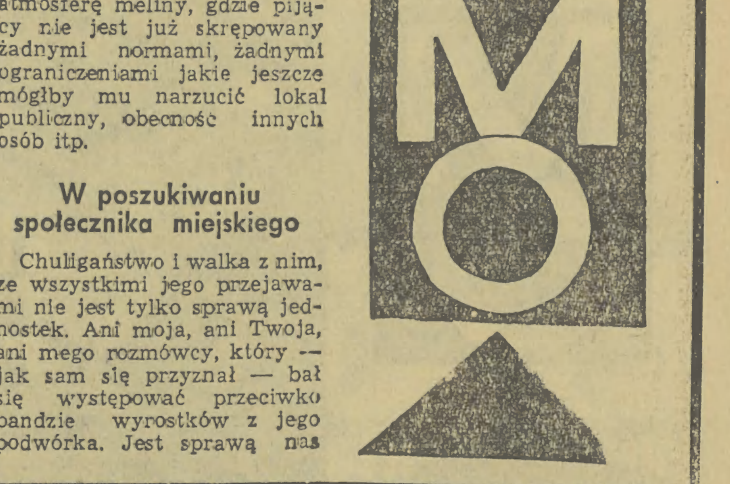 atmosferę meliny, gdzie pijący
cy nie jest już skrępowany
żadnymi normami, żadnymi
ograniczeniami jakie jeszcze
mógłby mu narzucić lokal
publiczny, obecność innych
osób itp.
W poszukiwaniu
społecznika miejskiego
Chuligaństwo i walka z nim,
ze wszystkimi jego przejawa-
mi nie jest tylko sprawą jed-
nostek. Ani moja, ani Twoja,
ani mego rozmówcy, który —
jak sam się przyznał — bał
się występować przeciwko
bandzie wyrostków z jego
podwórka. Jest sprawą nas
MO